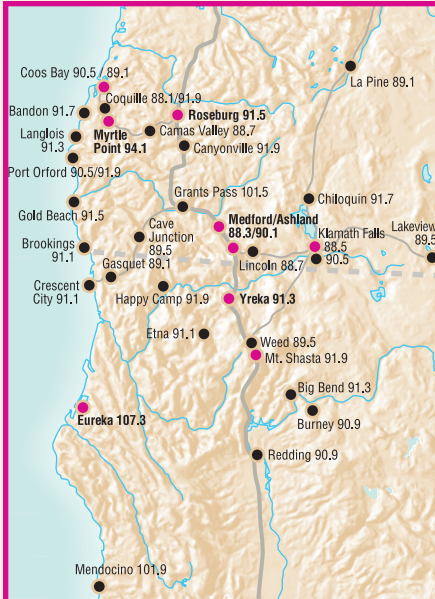 Coos Bay 90.5 / 89.1
La Pine 89.1
Coquille 88.1/91.9
Bandon 91.7
Roseburg 91.5
Langlois
91.3
Myrtle
Point 94.1
Camas Valley 88.7
Canyonville 91.9
Port Orford 90.5/91.9
Grants Pass 101.5
Chiloquin 91.7
Gold Beach 91.5
Medford/Ashland
88.3/90.1
Cave
Junction
89.5
Klamath Falls
88.5
90.5
Lakeview
89.5
Brookings
91.1
Lincoln 88.7
Gasquet 89.1
Crescent
City 91.1
Happy Camp 91.9
Yreka 91.3
Etna 91.1
Weed 89.5
Mt. Shasta 91.9
Big Bend 91.3
Burney 90.9
Eureka 107.3
Redding 90.9
Mendocino 101.9